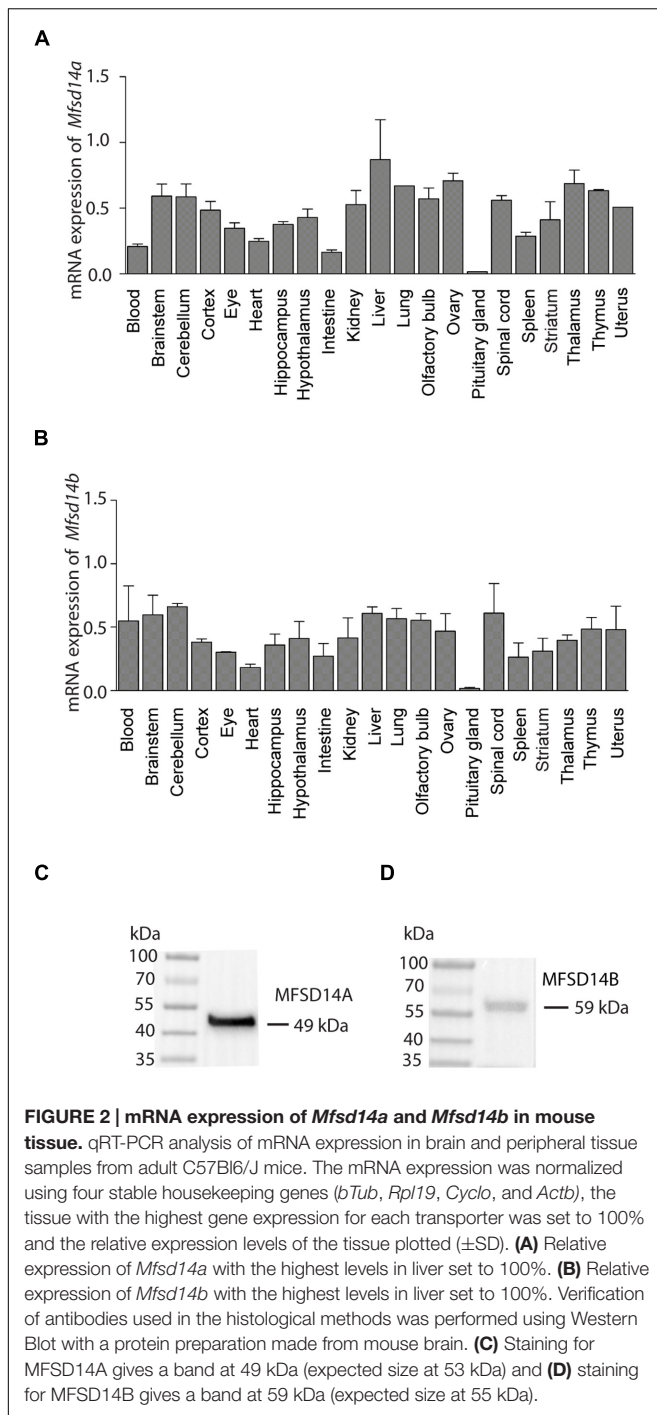 A
mRNA expression of Mfsd14a
1.5
1.0
0.5
0.0
Blood
Brainstem
Cerebellum
Cortex
Eye
Heart
Hippocampus
Hypothalamus
Intestine
Kidney
Liver
Lung
Olfactory bulb
Ovary
Pituitary gland
Spinal cord
Spleen
Striatum
Thalamus
Thymus
Uterus
B
mRNA expression of Mfsd14b
1.5
1.0
0.5
0.0
Blood
Brainstem
Cerebellum
Cortex
Eye
Heart
Hippocampus
Hypothalamus
Intestine
Kidney
Liver
Lung
Olfactory bulb
Ovary
Pituitary gland
Spinal cord
Spleen
Striatum
Thalamus
Thymus
Uterus
C
kDa
100
70
55
40
35
MFSD14A
49 kDa
D
kDa
100
70
55
40
35
MFSD14B
59 kDa
FIGURE 2 | mRNA expression of Mfsd14a and Mfsd14b in mouse
tissue. qRT-PCR analysis of mRNA expression in brain and peripheral tissue
samples from adult C57Bl6/J mice. The mRNA expression was normalized
using four stable housekeeping genes (bTub, Rpl19, Cyclo, and Actb), the
tissue with the highest gene expression for each transporter was set to 100%
and the relative expression levels of the tissue plotted (±SD). (A) Relative
expression of Mfsd14a with the highest levels in liver set to 100%. (B) Relative
expression of Mfsd14b with the highest levels in liver set to 100%. Verification
of antibodies used in the histological methods was performed using Western
Blot with a protein preparation made from mouse brain. (C) Staining for
MFSD14A gives a band at 49 kDa (expected size at 53 kDa) and (D) staining
for MFSD14B gives a band at 59 kDa (expected size at 55 kDa).